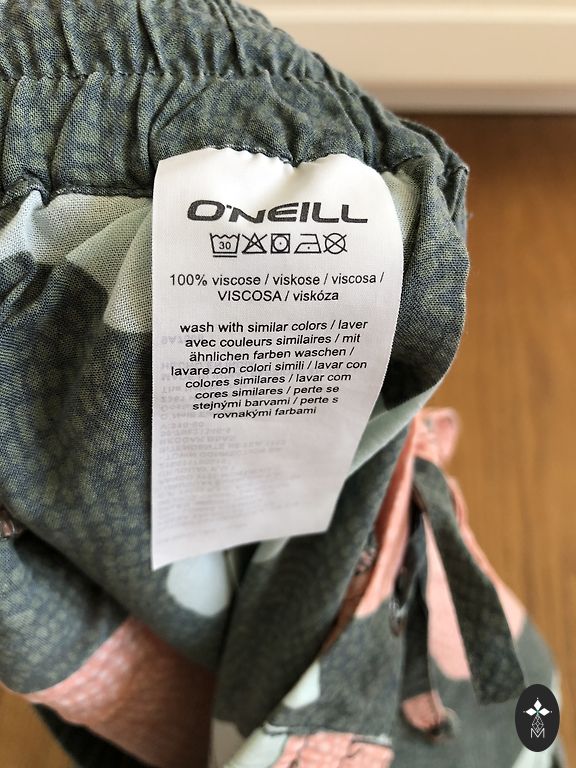 O'NEILL
30
100% viscose / viskose / viscosa /
VISCOSA / viskóza
wash with similar colors / laver
avec couleurs similaires / mit
ähnlichen farben waschen /
lavare con colori simili / lavar con
colores similares / lavar com
cores similares / perte se
stejnými barvami / perte s
rovnakými farbami
M